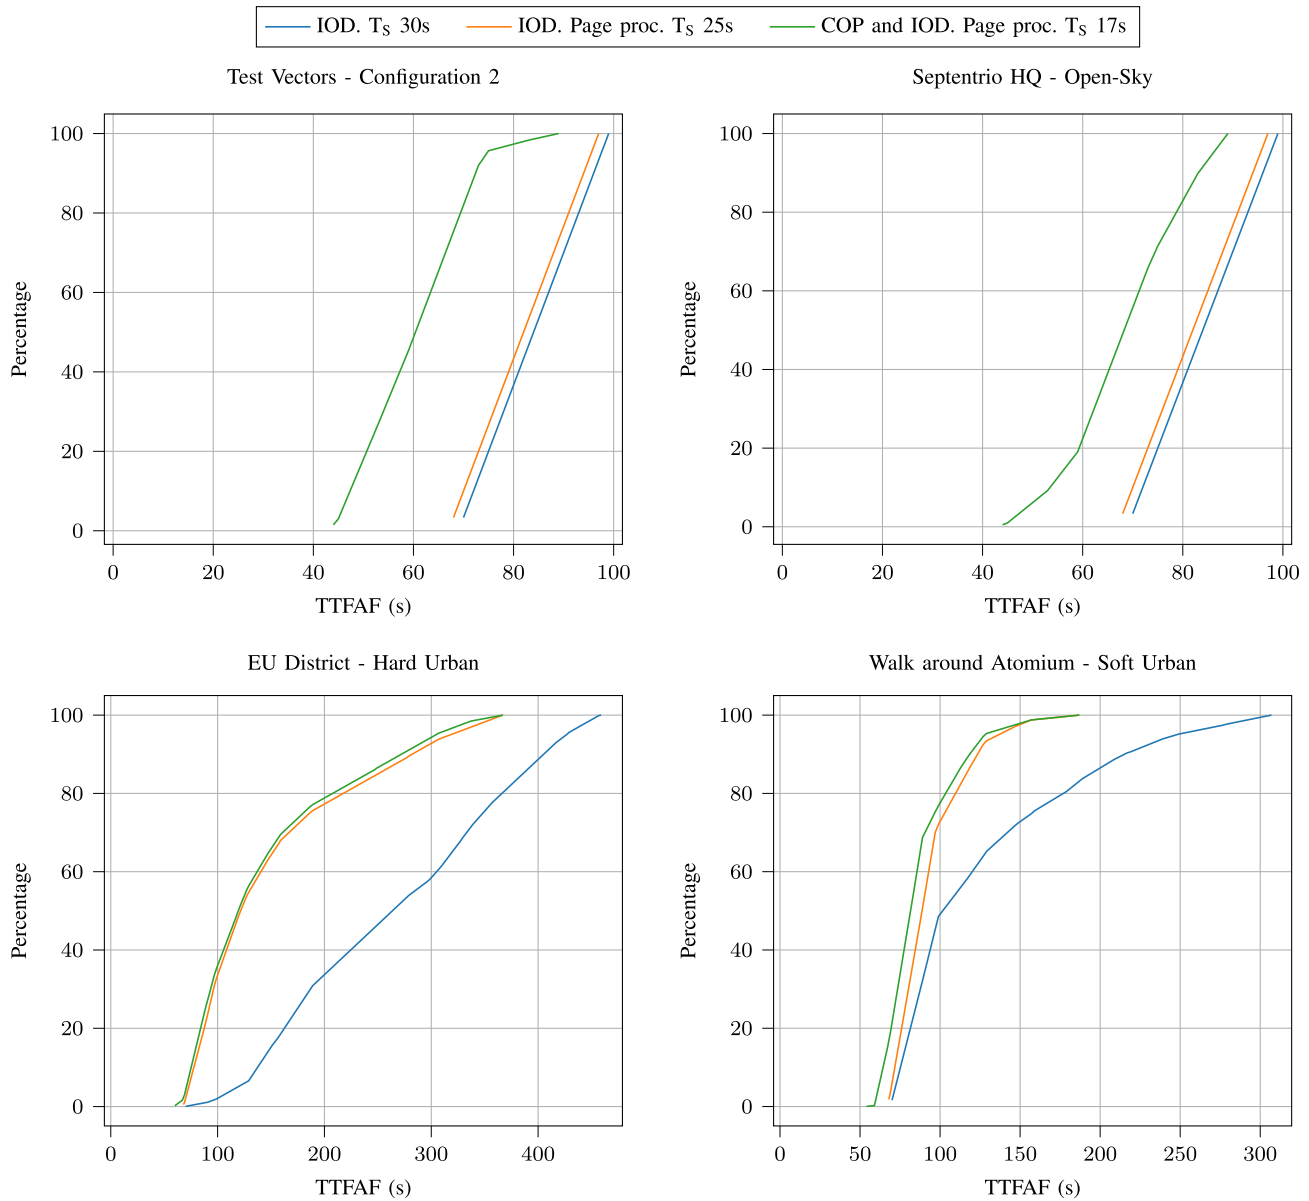 IOD. TS 30s IOD. Page proc. TS 25s COP and IOD. Page proc. TS 17s
Test Vectors - Configuration 2
Percentage
100
80
60
40
20
0
0 20 40 60 80 100
TTFAF (s)
Septentrio HQ - Open-Sky
Percentage
100
80
60
40
20
0
0 20 40 60 80 100
TTFAF (s)
EU District - Hard Urban
Percentage
100
80
60
40
20
0
0 100 200 300 400
TTFAF (s)
Walk around Atomium - Soft Urban
Percentage
100
80
60
40
20
0
0 50 100 150 200 250 300
TTFAF (s)